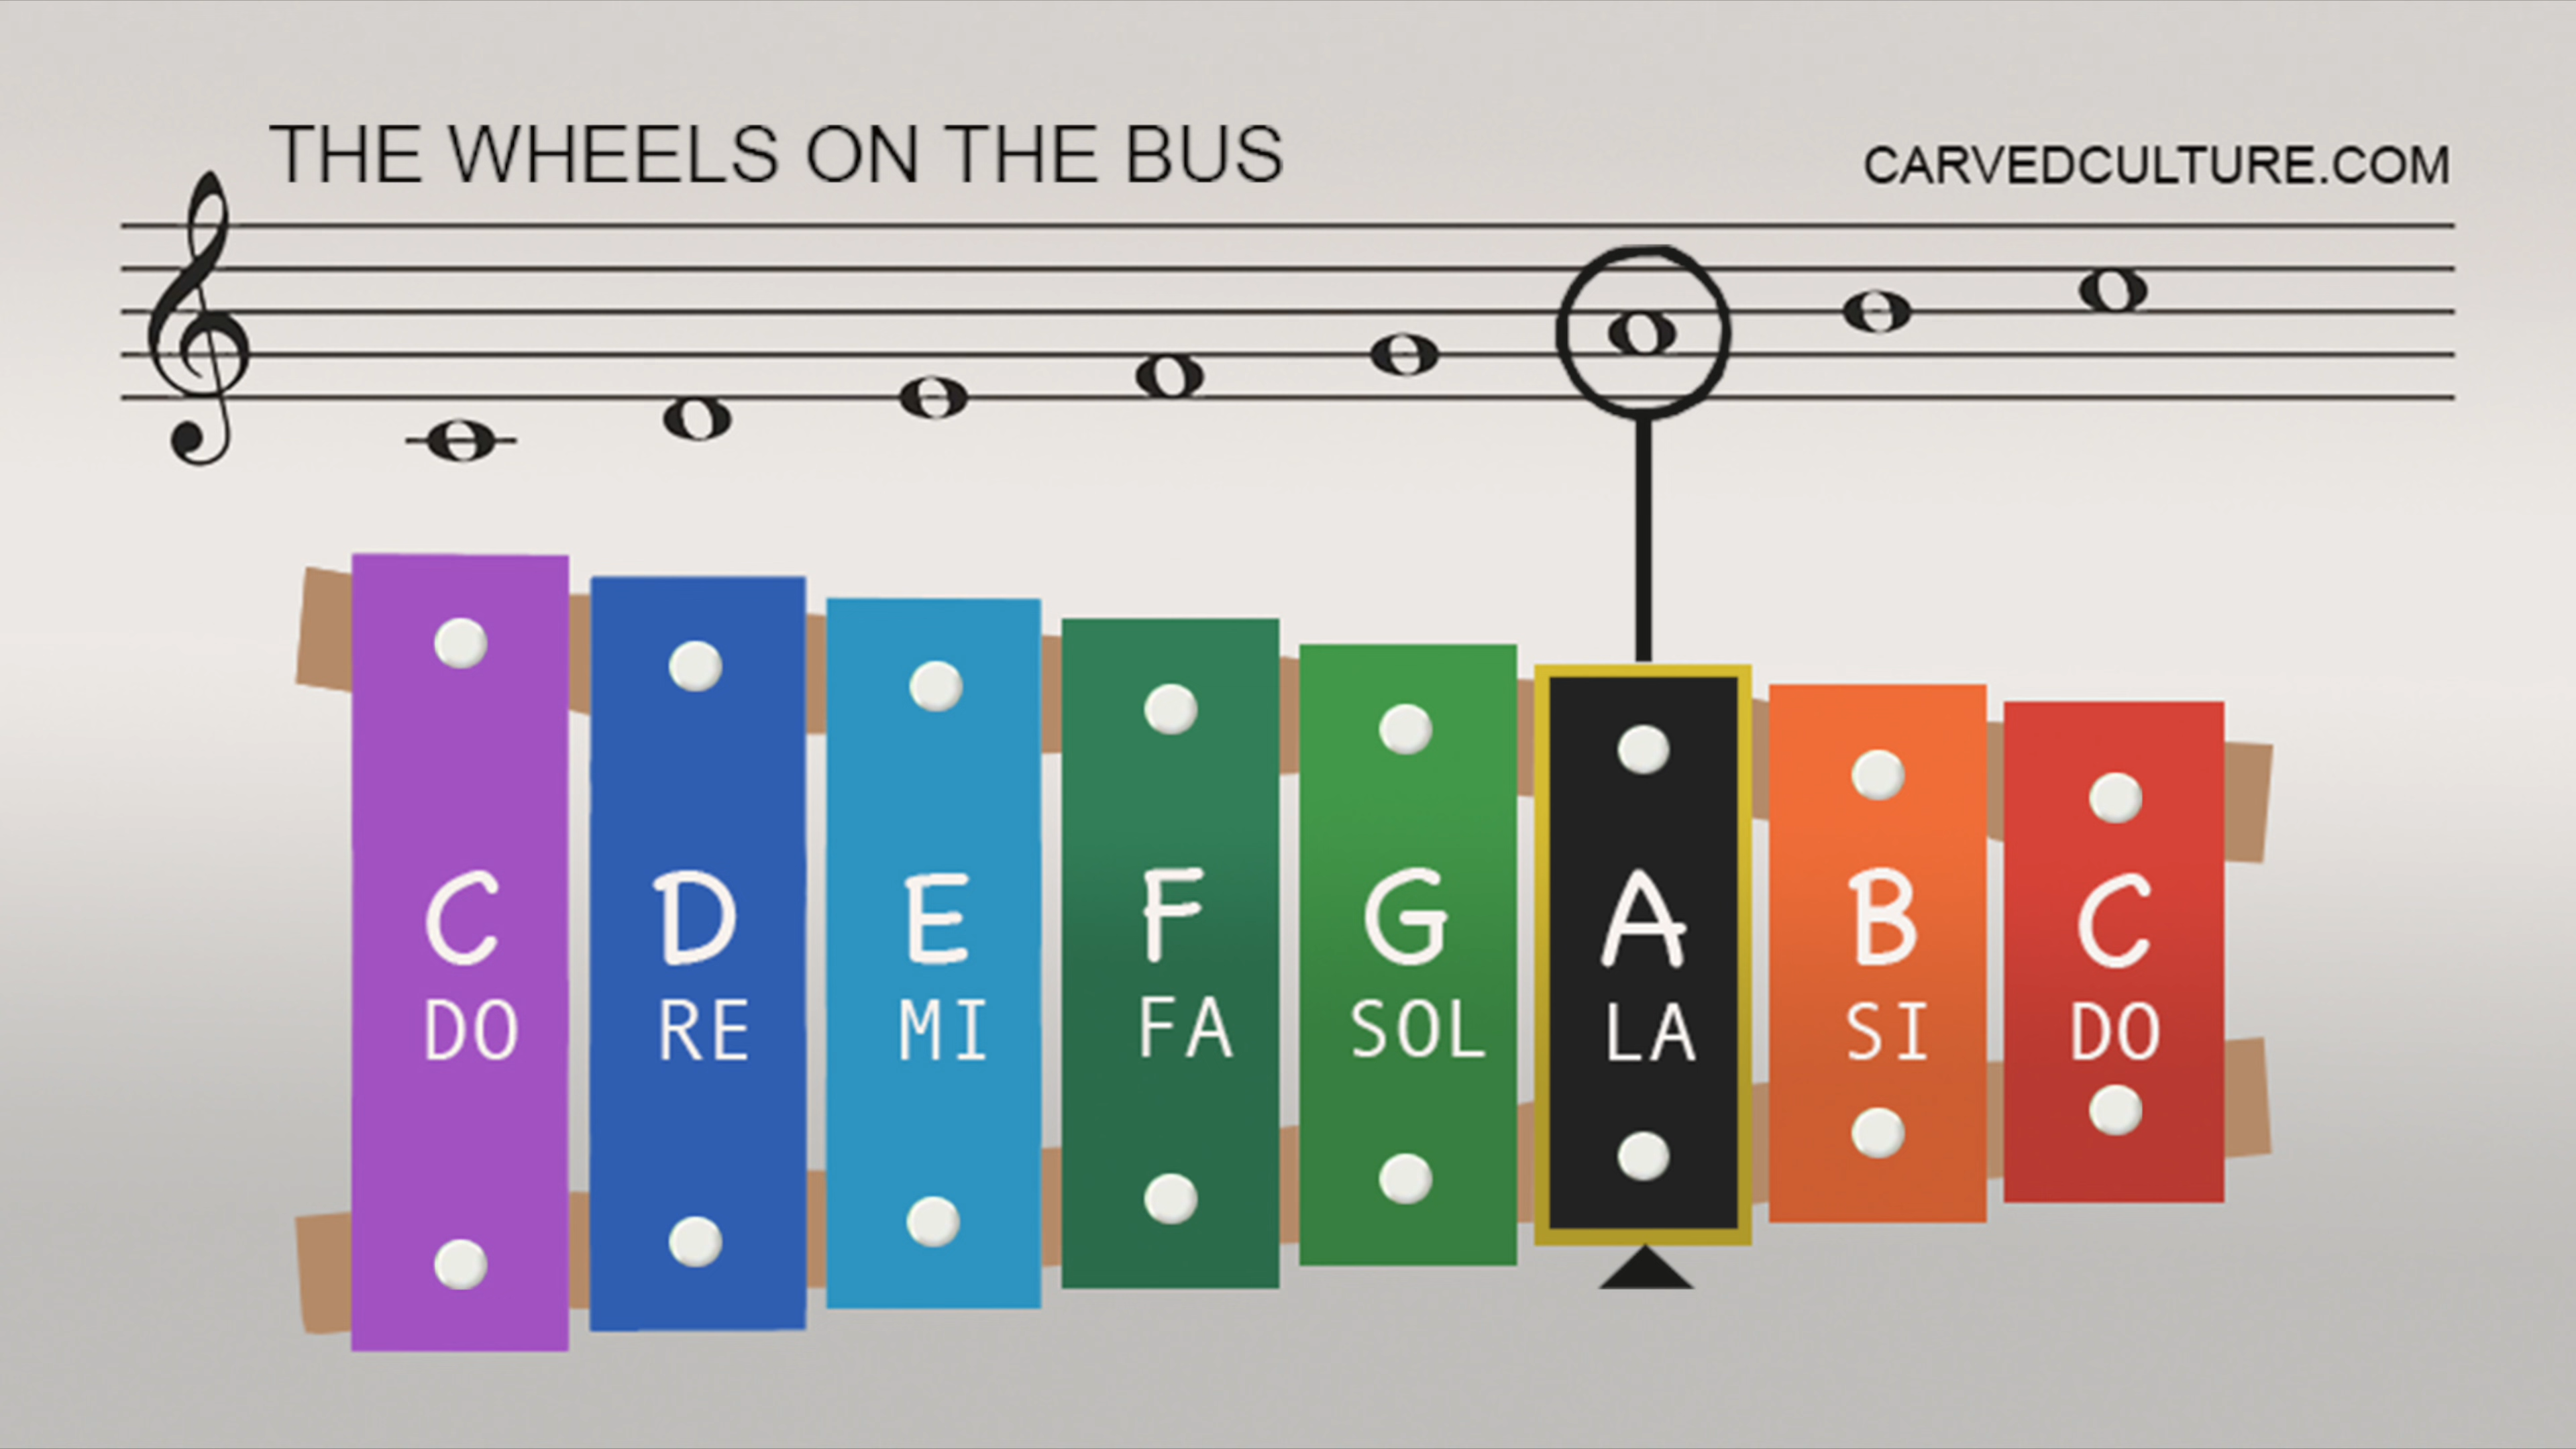 THE WHEELS ON THE BUS
CARVEDCULTURE.COM
C D E F G A B C
DO RE MI FA SOL LA SI DO